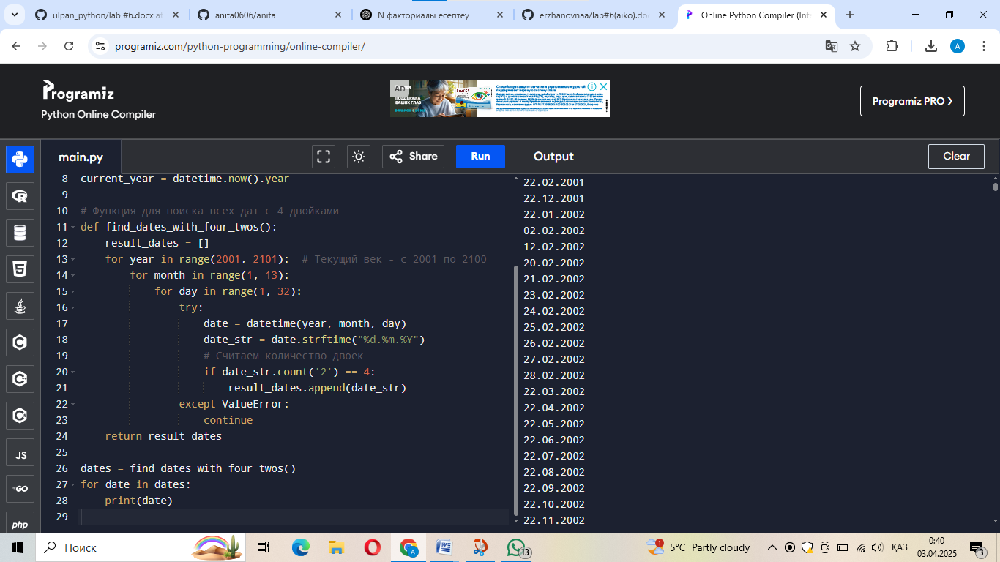 ulpan_python/lab #6.docx at
anita0606/anita
N факториалы есептеу
erzhanovnaa/lab#6(aiko).do
Online Python Compiler (Int
programiz.com/python-programming/online-compiler/
A
Programiz
Python Online Compiler
AD
ПОДДЕРЖКА
ВАШИХ ГЛАЗ
Programiz PRO
main.py
Share
Run
Output
Clear
8 current_year = datetime.now().year
9
10 # Функция для поиска всех дат с 4 двойками
11 def find_dates_with_four_twos():
12     result_dates = []
13     for year in range(2001, 2101):  # Текущий век - с 2001 по 2100
14         for month in range(1, 13):
15             for day in range(1, 32):
16                 try:
17                     date = datetime(year, month, day)
18                     date_str = date.strftime("%d.%m.%Y")
19                     # Считаем количество двоек
20                     if date_str.count('2') == 4:
21                         result_dates.append(date_str)
22                 except ValueError:
23                     continue
24     return result_dates
25
26 dates = find_dates_with_four_twos()
27 for date in dates:
28     print(date)
29
22.02.2001
22.12.2001
22.01.2002
02.02.2002
12.02.2002
20.02.2002
21.02.2002
23.02.2002
24.02.2002
25.02.2002
26.02.2002
27.02.2002
28.02.2002
22.03.2002
22.04.2002
22.05.2002
22.06.2002
22.07.2002
22.08.2002
22.09.2002
22.10.2002
22.11.2002
JS
GO
php
Поиск
A
13
1
5°C Partly cloudy
ҚАЗ
0:40
03.04.2025
3